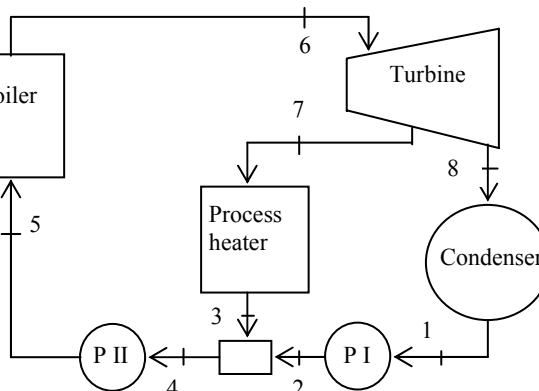 6
Turbine
oiler
7
8
Process
heater
5
Condenser
3
1
P II
P I
4
2